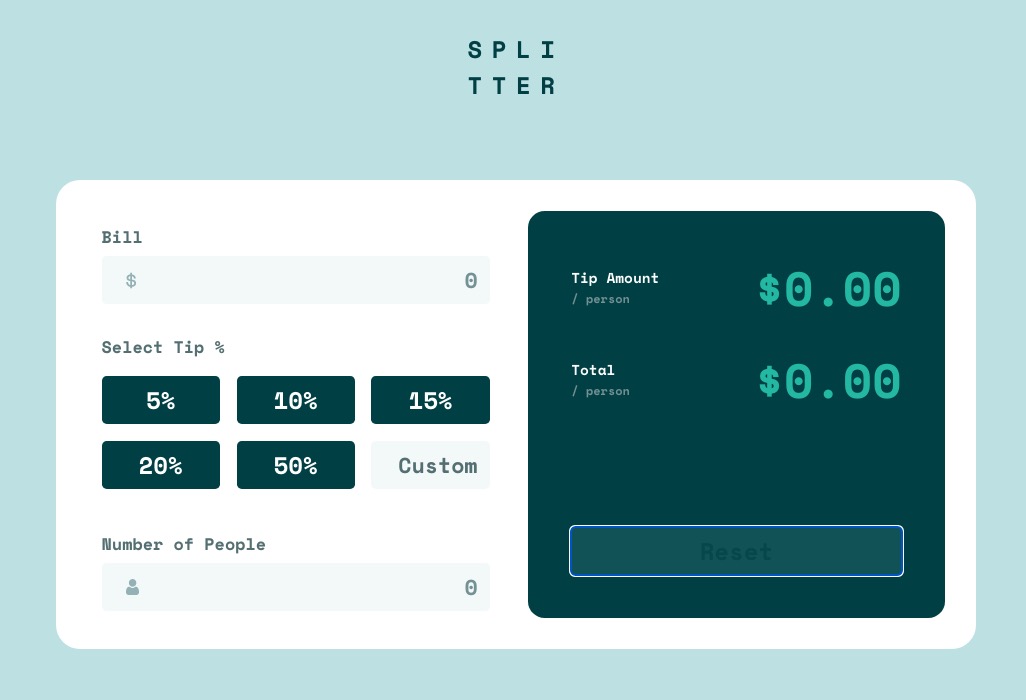 SPLI
TTER
Bill
$ 0
Select Tip %
5% 10% 15%
20% 50% Custom
Number of People
0
Tip Amount
/ person
$0.00
Total
/ person
$0.00
Reset